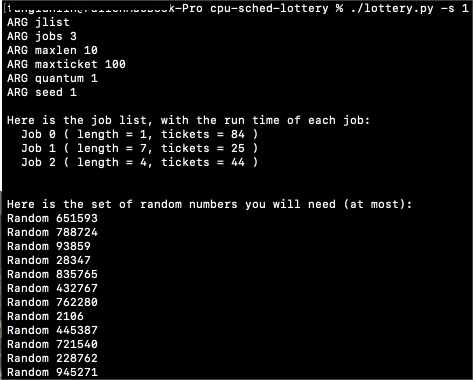 -Pro cpu-sched-lottery % ./lottery.py -s 1
ARG jlist
ARG jobs 3
ARG maxlen 10
ARG maxticket 100
ARG quantum 1
ARG seed 1
Here is the job list, with the run time of each job:
Job 0 ( length = 1, tickets = 84 )
Job 1 ( length = 7, tickets = 25 )
Job 2 ( length = 4, tickets = 44 )
Here is the set of random numbers you will need (at most):
Random 651593
Random 788724
Random 93859
Random 28347
Random 835765
Random 432767
Random 762280
Random 2106
Random 445387
Random 721540
Random 228762
Random 945271